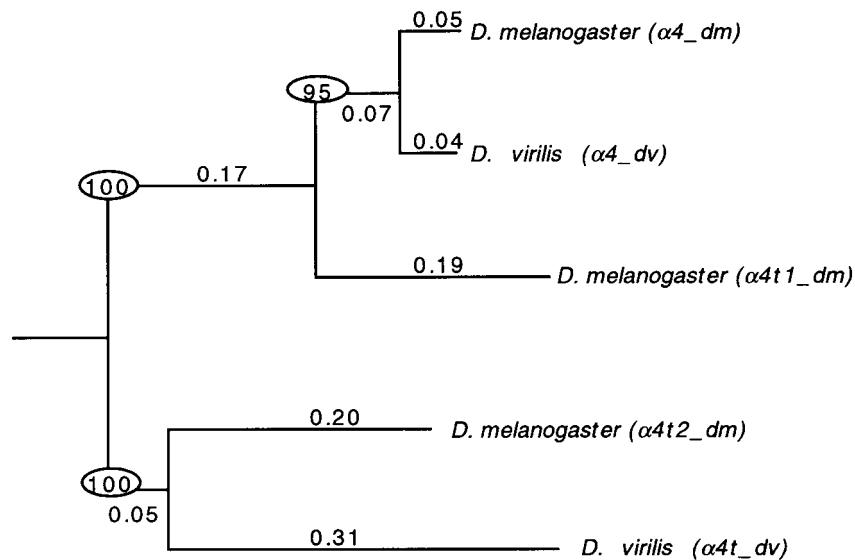 0.05
D. melanogaster (α4_dm)
95
0.07
0.04
D. virilis (α4_dv)
100
0.17
0.19
D. melanogaster (α4t1_dm)
0.20
D. melanogaster (α4t2_dm)
100
0.05
0.31
D. virilis (α4t_dv)